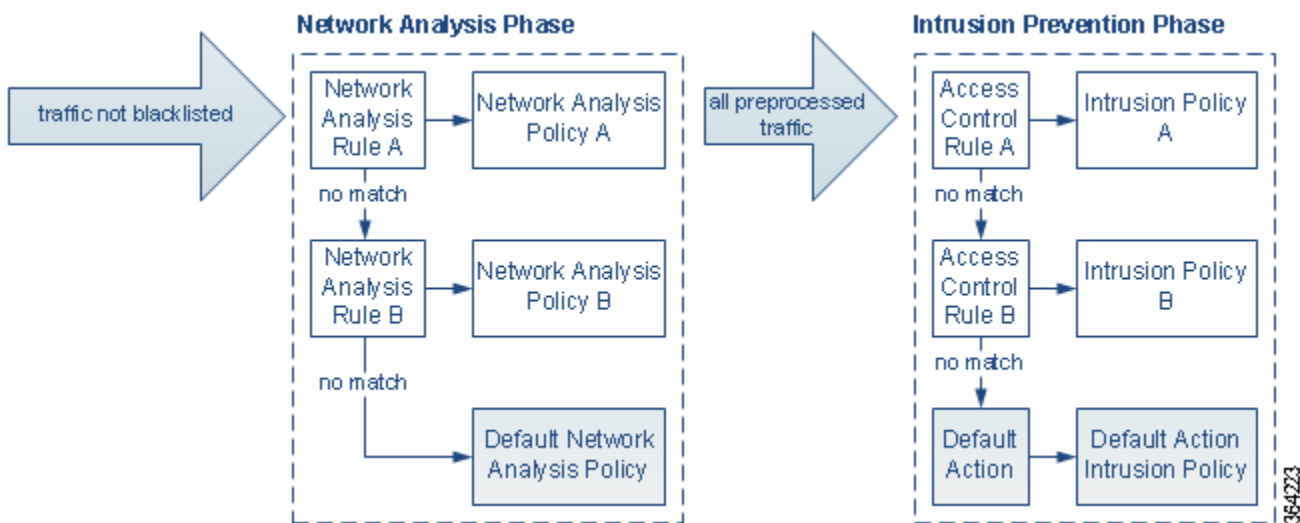 Network Analysis Phase
traffic not blacklisted
Network
Analysis
Rule A
Network Analysis
Policy A
no match
Network
Analysis
Rule B
Network Analysis
Policy B
no match
Default Network
Analysis Policy
all preprocessed
traffic
Intrusion Prevention Phase
Access
Control
Rule A
Intrusion Policy
A
no match
Access
Control
Rule B
Intrusion Policy
B
no match
Default
Action
Default Action
Intrusion Policy
364223